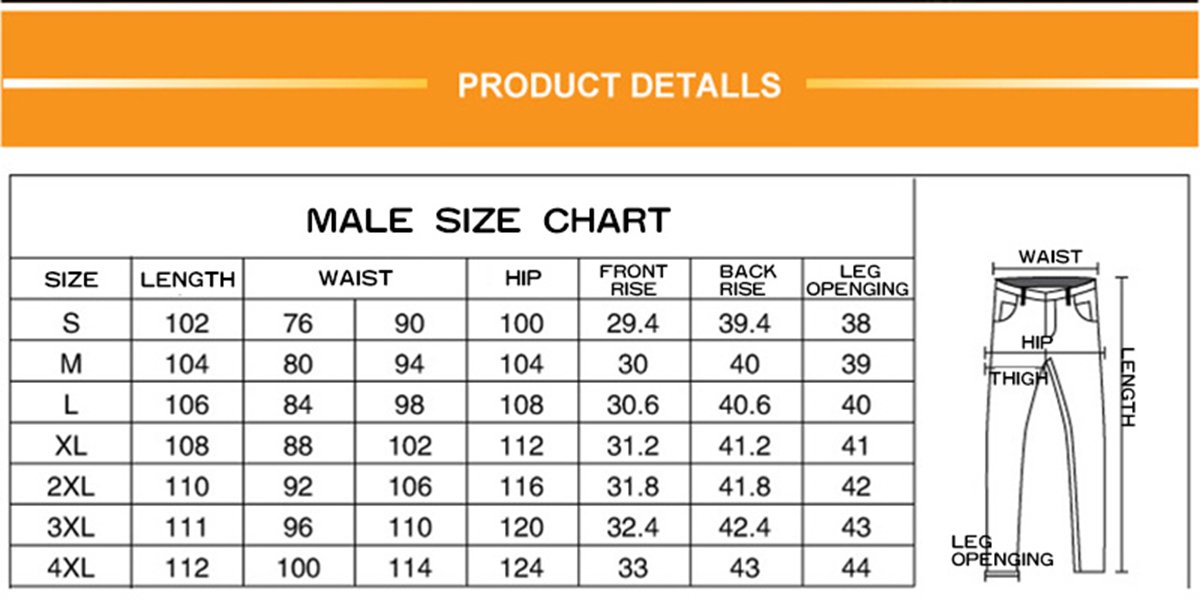 PRODUCT DETALLS
MALE SIZE CHART
SIZE LENGTH WAIST HIP FRONT RISE BACK RISE LEG OPENGING
S 102 76 90 100 29.4 39.4 38
M 104 80 94 104 30 40 39
L 106 84 98 108 30.6 40.6 40
XL 108 88 102 112 31.2 41.2 41
2XL 110 92 106 116 31.8 41.8 42
3XL 111 96 110 120 32.4 42.4 43
4XL 112 100 114 124 33 43 44
WAIST
HIP
THIGH
LENGTH
LEG
OPENGING